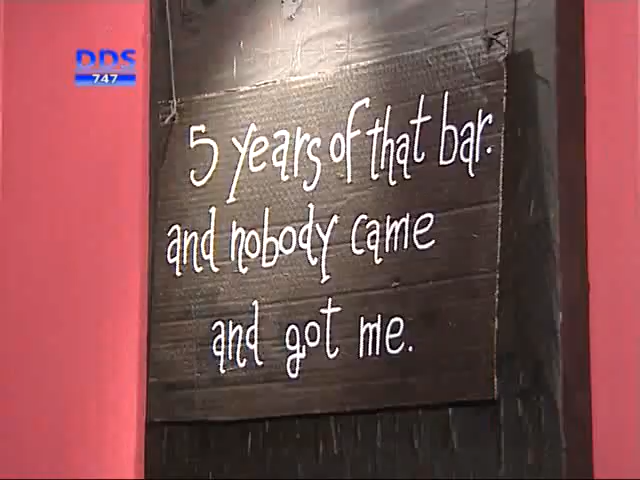 DDS
747
5 years of that bar.
and nobody came
and got me.